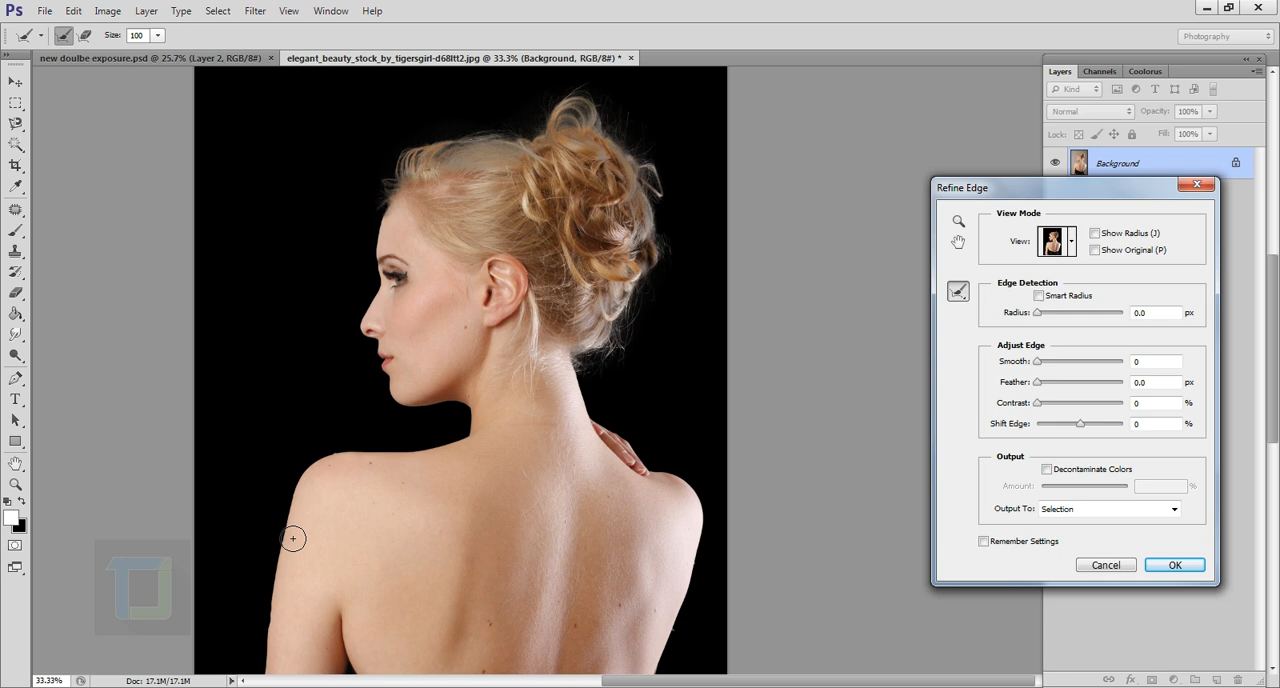 Ps File Edit Image Layer Type Select Filter View Window Help
Size: 100 Photography
new doulbe exposure.psd @ 25.7% (Layer 2, RGB/8#) × elegant_beauty_stock_by_tigersgirl-d68ltt2.jpg @ 33.3% (Background, RGB/8#) * ×
Layers Channels Coolorus
Kind
Normal Opacity: 100%
Lock: Fill: 100%
Background
Refine Edge
View Mode
View: Show Radius (J)
Show Original (P)
Edge Detection
Smart Radius
Radius: 0.0 px
Adjust Edge
Smooth: 0
Feather: 0.0 px
Contrast: 0 %
Shift Edge: 0 %
Output
Decontaminate Colors
Amount: %
Output To: Selection
Remember Settings
Cancel OK
33.33% Doc: 17.1M/17.1M